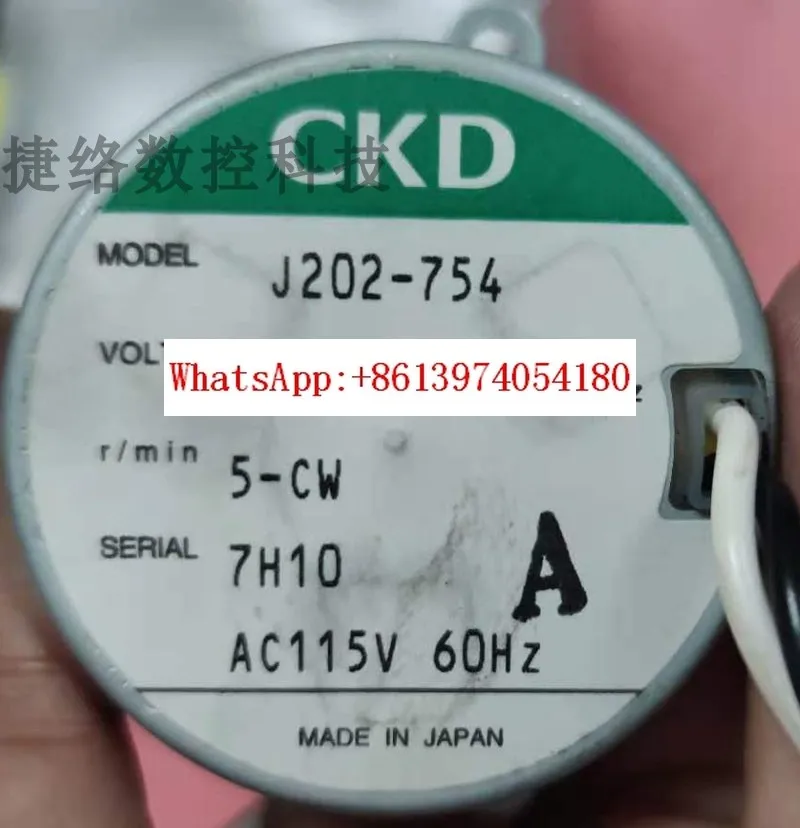 CKD
捷络数控科技
MODEL J202-754
WhatsApp:+8613974054180
r/min 5-CW
SERIAL 7H10
A
AC115V 60Hz
MADE IN JAPAN